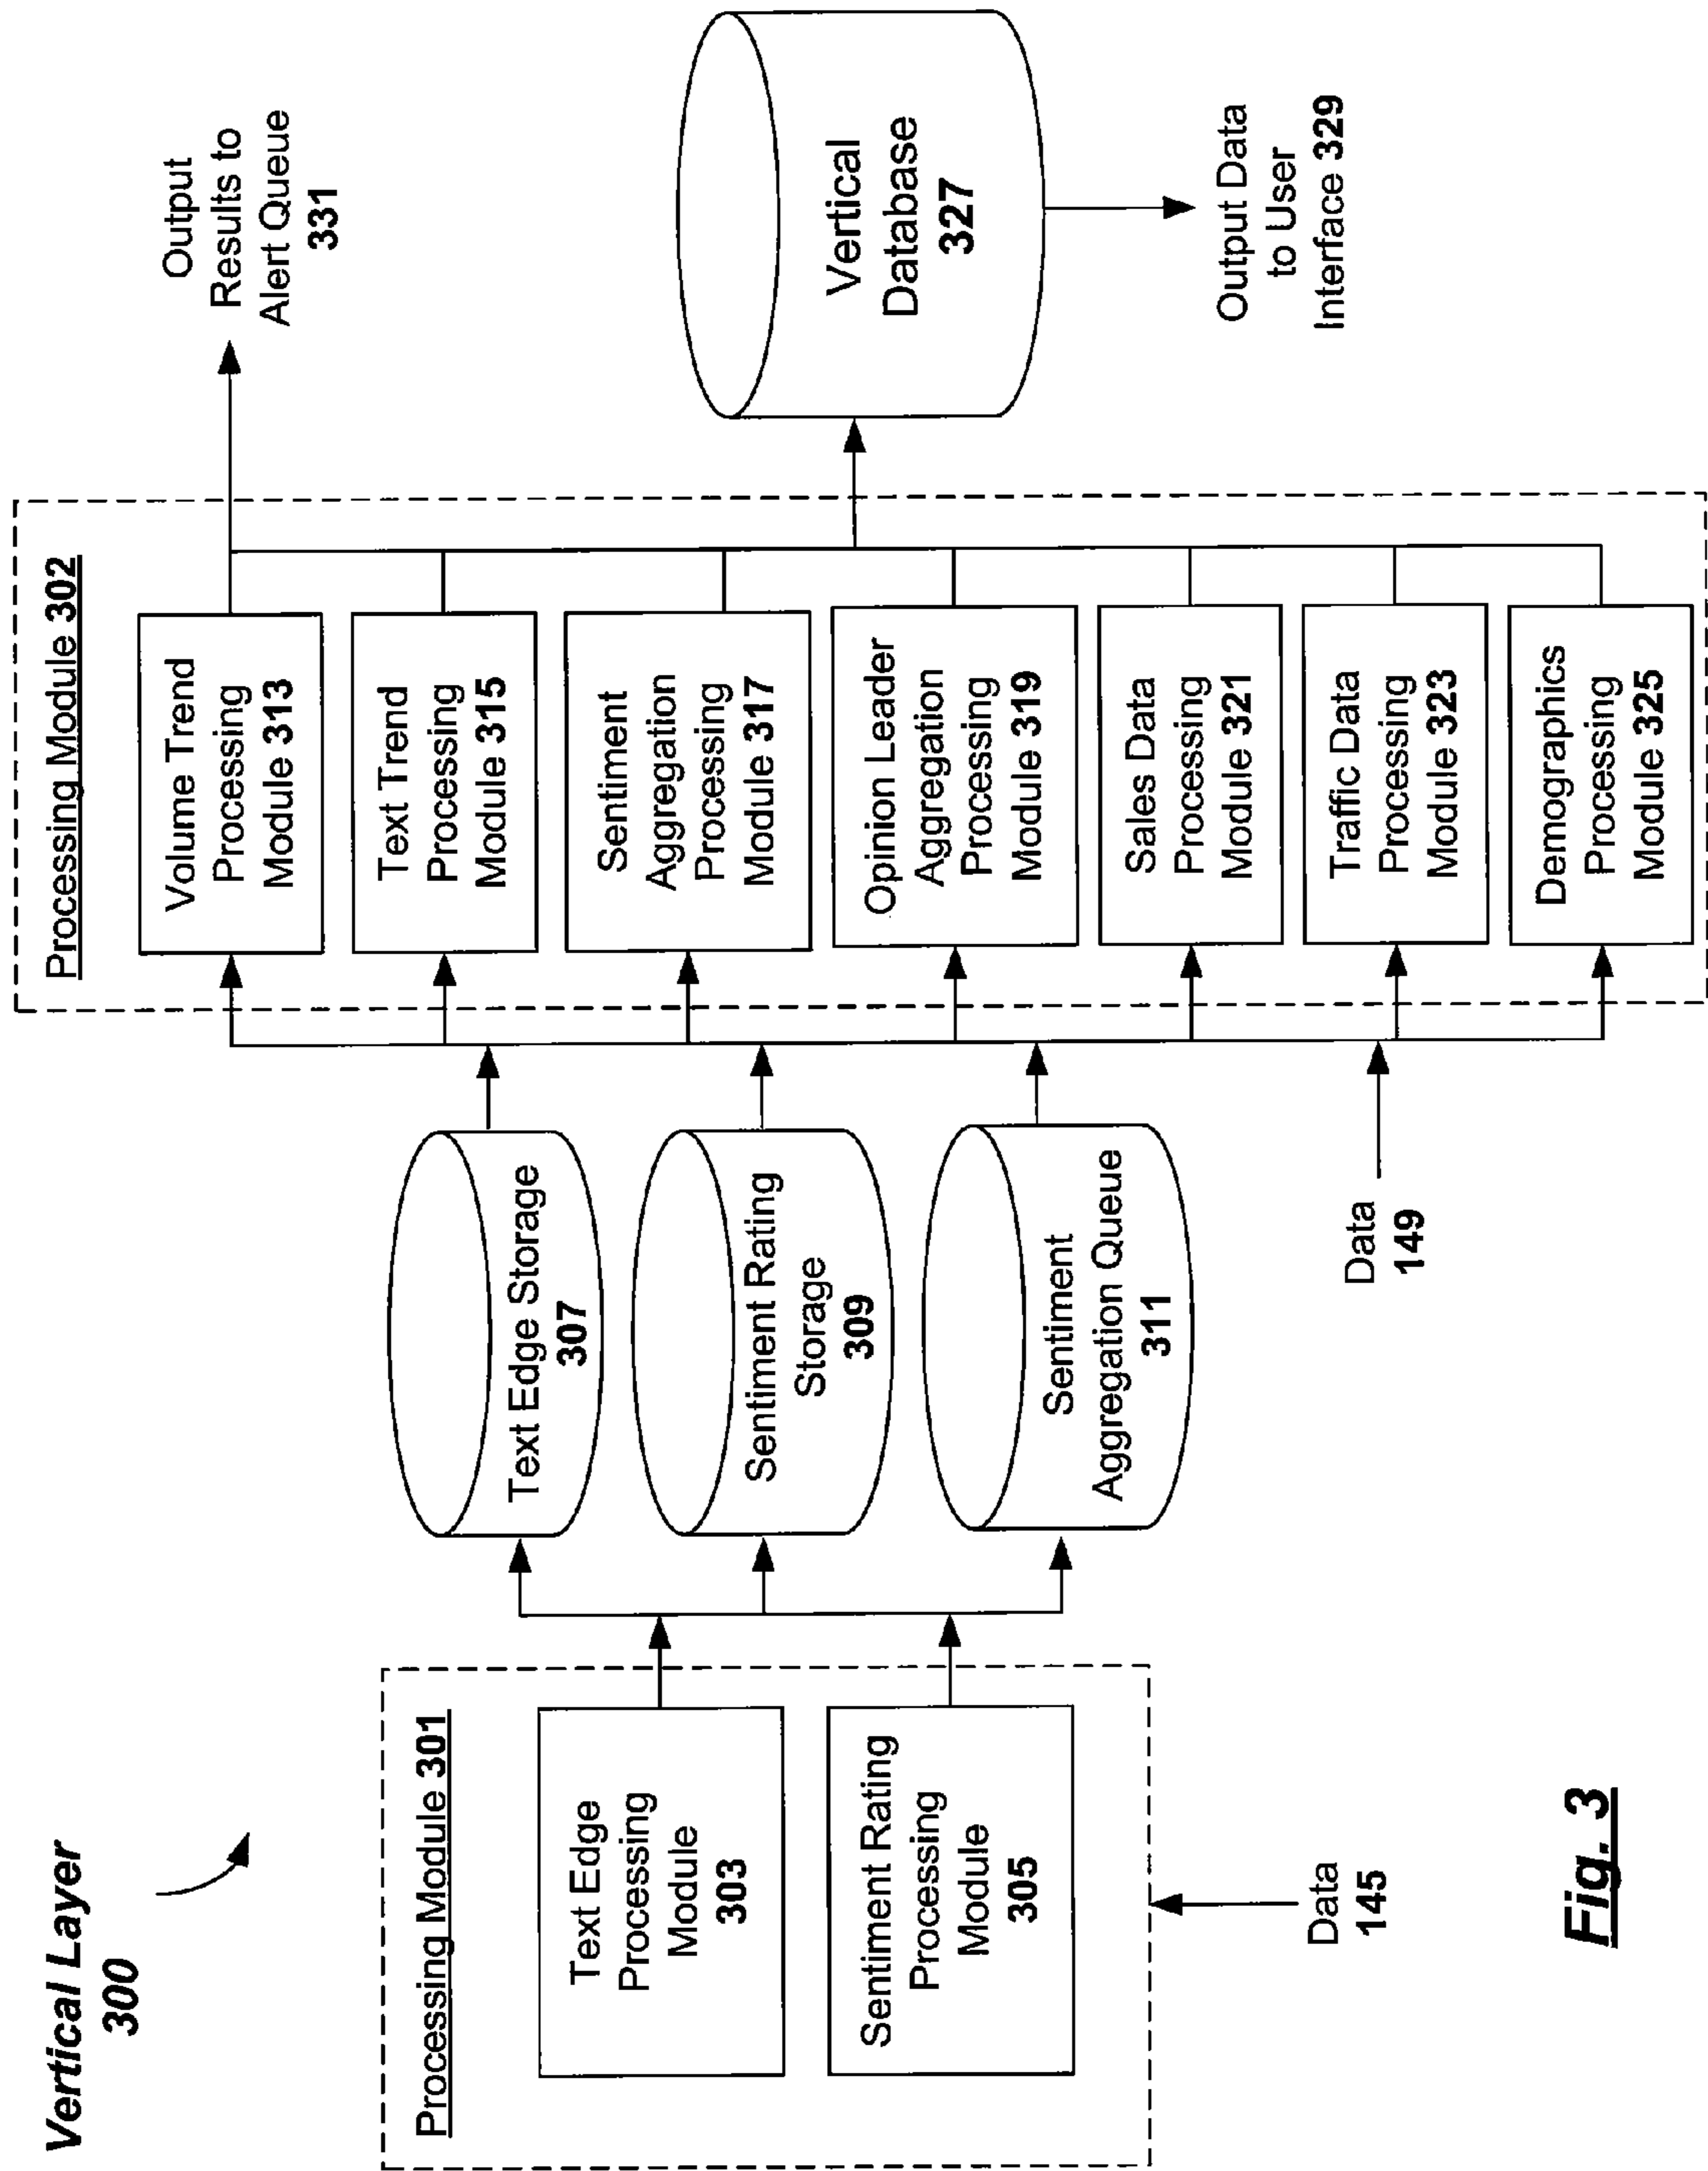 Vertical Layer
300
Processing Module 301
Text Edge
Processing
Module
303
Sentiment Rating
Processing
Module
305
Data
145
Text Edge Storage
307
Sentiment Rating
Storage
309
Sentiment
Aggregation Queue
311
Data
149
Processing Module 302
Volume Trend
Processing
Module 313
Text Trend
Processing
Module 315
Sentiment
Aggregation
Processing
Module 317
Opinion Leader
Aggregation
Processing
Module 319
Sales Data
Processing
Module 321
Traffic Data
Processing
Module 323
Demographics
Processing
Module 325
Output
Results to
Alert Queue
331
Vertical
Database
327
Output Data
to User
Interface 329
Fig. 3